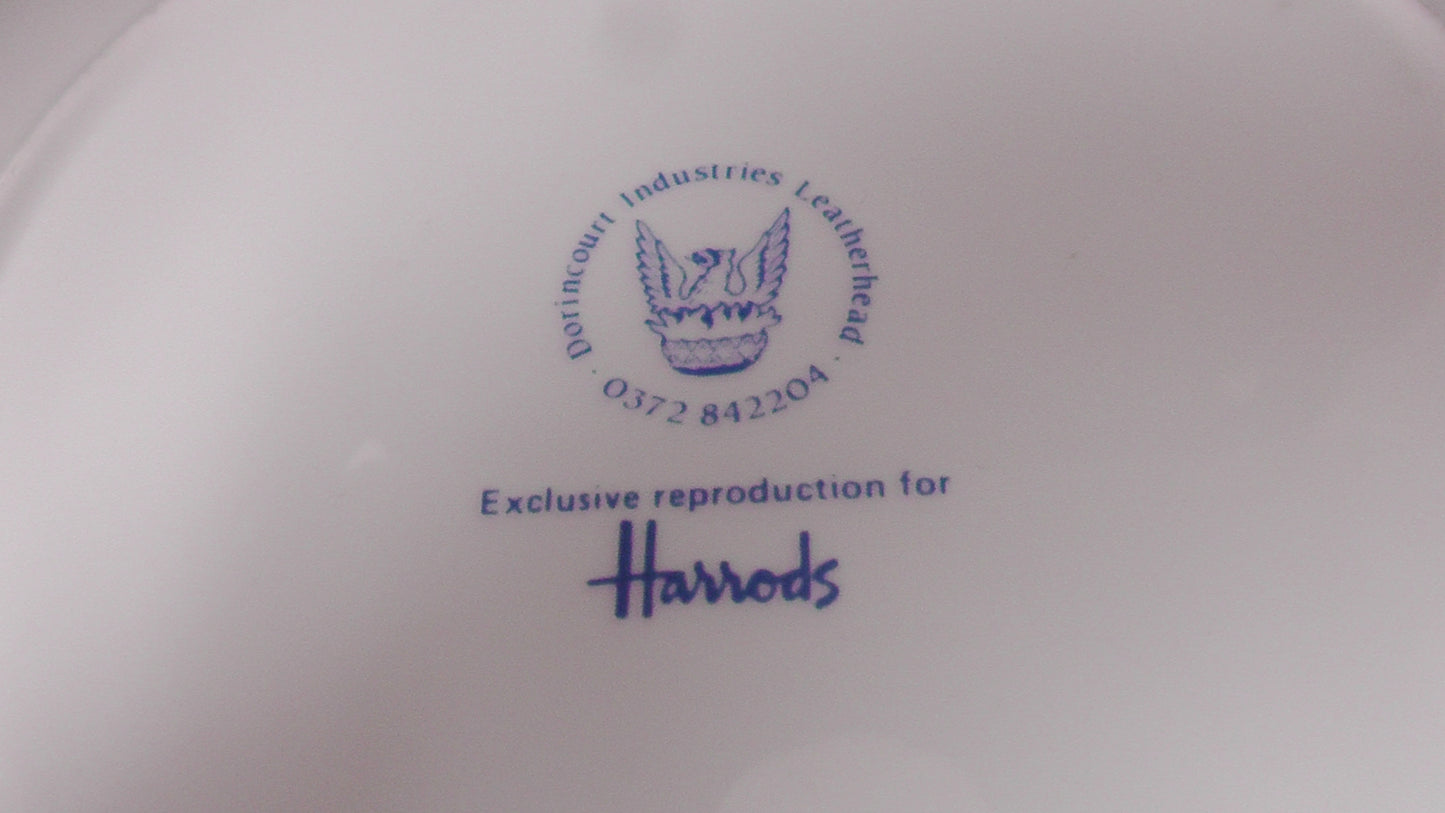 Dorincourt Industries Leatherhead
· 0372 842204 ·
Exclusive reproduction for
Harrods